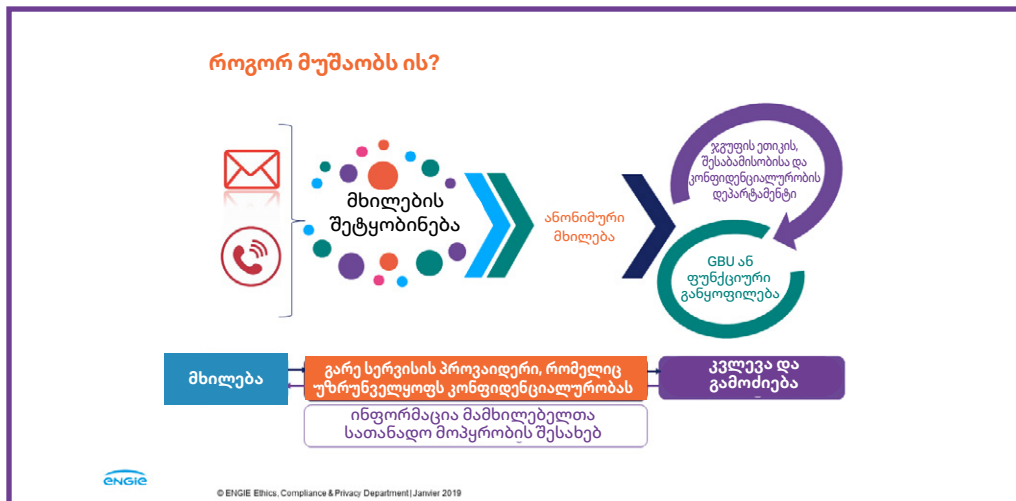 როგორ მუშაობს ის?
მხილების
შეტყობინება
ანონიმური
მხილება
ჯგუფის ეთიკის,
შესაბამისობისა და
კონფიდენციალურობის
დეპარტამენტი
GBU ან
ფუნქციური
განყოფილება
მხილება
გარე სერვისის პროვაიდერი, რომელიც
უზრუნველყოფს კონფიდენციალურობას
კვლევა და
გამოძიება
ინფორმაცია მამხილებელთა
სათანადო მოპყრობის შესახებ
ENGIE
© ENGIE Ethics, Compliance & Privacy Department | Janvier 2019